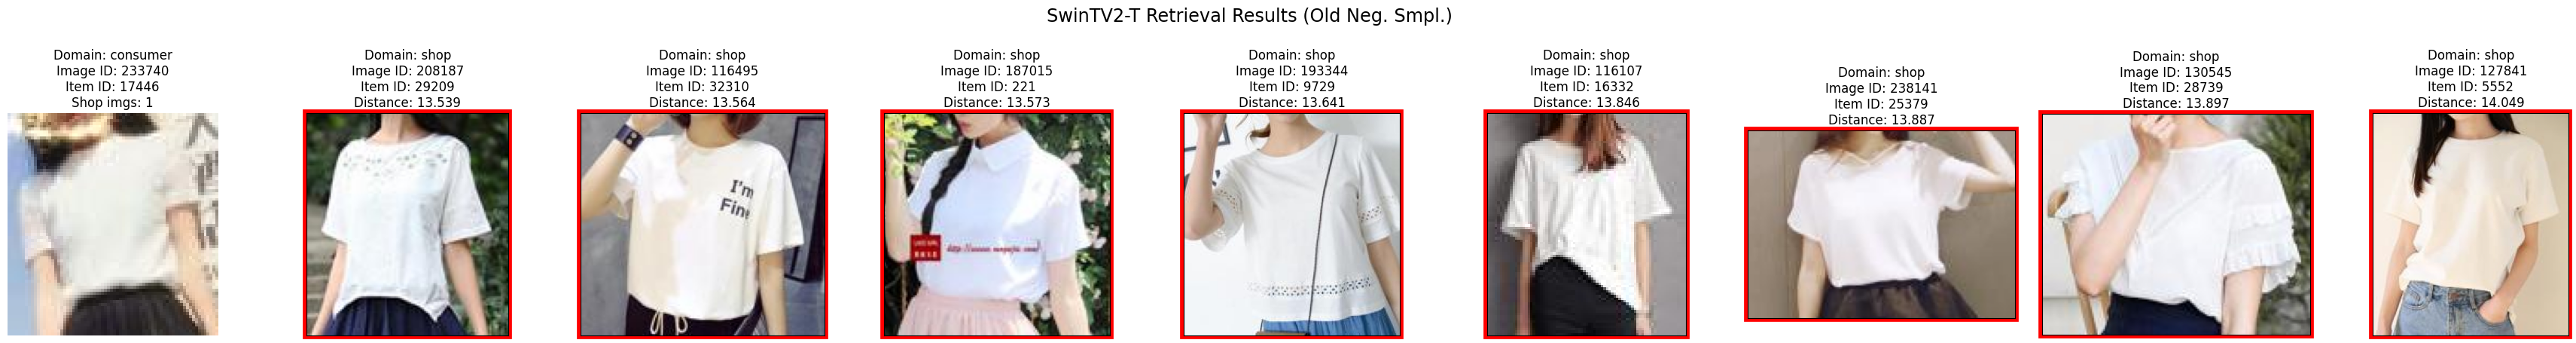 SwinTV2-T Retrieval Results (Old Neg. Smpl.)
Domain: consumer
Image ID: 233740
Item ID: 17446
Shop imgs: 1
Domain: shop
Image ID: 208187
Item ID: 29209
Distance: 13.539
Domain: shop
Image ID: 116495
Item ID: 32310
Distance: 13.564
I'm
Fine
Domain: shop
Image ID: 187015
Item ID: 221
Distance: 13.573
Domain: shop
Image ID: 193344
Item ID: 9729
Distance: 13.641
Domain: shop
Image ID: 116107
Item ID: 16332
Distance: 13.846
Domain: shop
Image ID: 238141
Item ID: 25379
Distance: 13.887
Domain: shop
Image ID: 130545
Item ID: 28739
Distance: 13.897
Domain: shop
Image ID: 127841
Item ID: 5552
Distance: 14.049